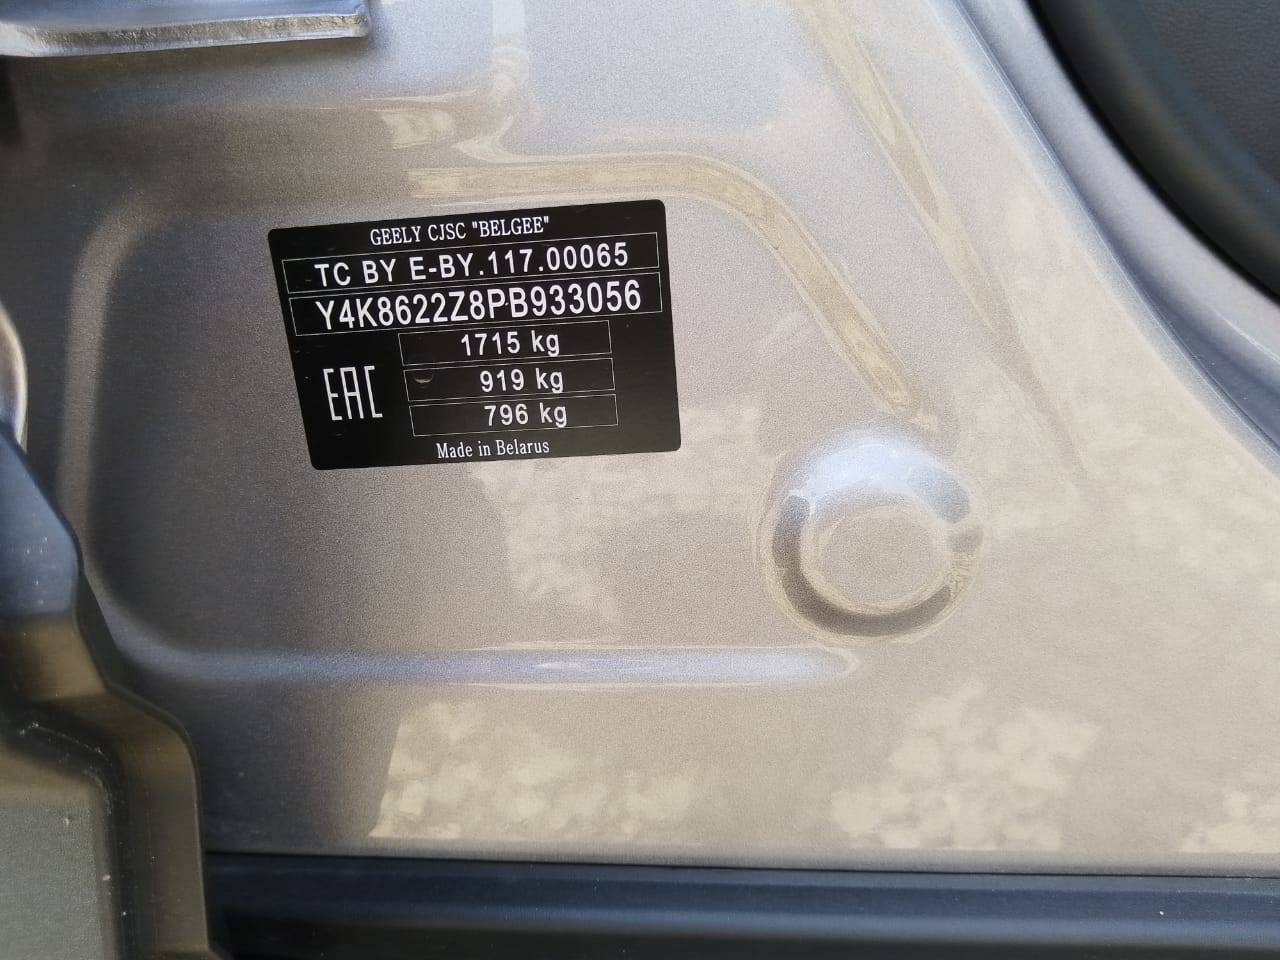 GEELY CJSC "BELGEE"
TC BY E-BY.117.00065
Y4K8622Z8PB933056
1715 kg
EAC
919 kg
796 kg
Made in Belarus